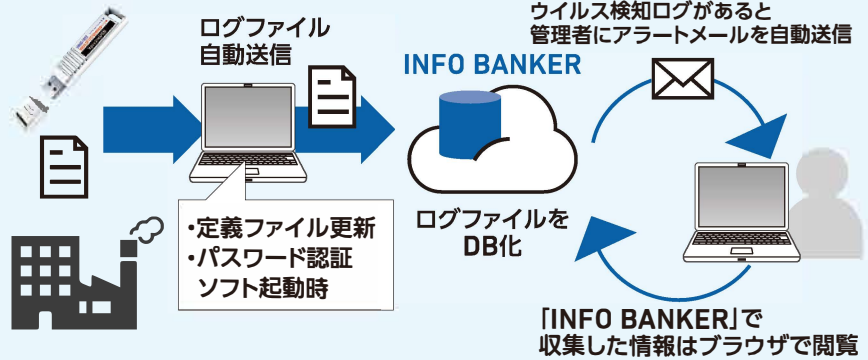 ログファイル
自動送信
・定義ファイル更新
・パスワード認証
ソフト起動時
INFO BANKER
ログファイルを
DB化
ウイルス検知ログがあると
管理者にアラートメールを自動送信
「INFO BANKER」で
収集した情報はブラウザで閲覧